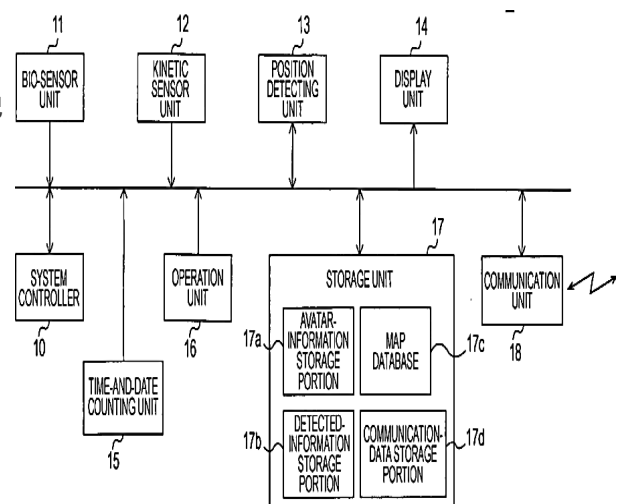 11
12
13
14
BIO-SENSOR
UNIT
KINETIC
SENSOR
UNIT
POSITION
DETECTING
UNIT
DISPLAY
UNIT
SYSTEM
CONTROLLER
10
OPERATION
UNIT
16
TIME-AND-DATE
COUNTING UNIT
15
17
STORAGE UNIT
17a
AVATAR-
INFORMATION
STORAGE
PORTION
MAP
DATABASE
17c
17b
DETECTED-
INFORMATION
STORAGE
PORTION
COMMUNICATION-
DATA STORAGE
PORTION
17d
COMMUNICATION
UNIT
18